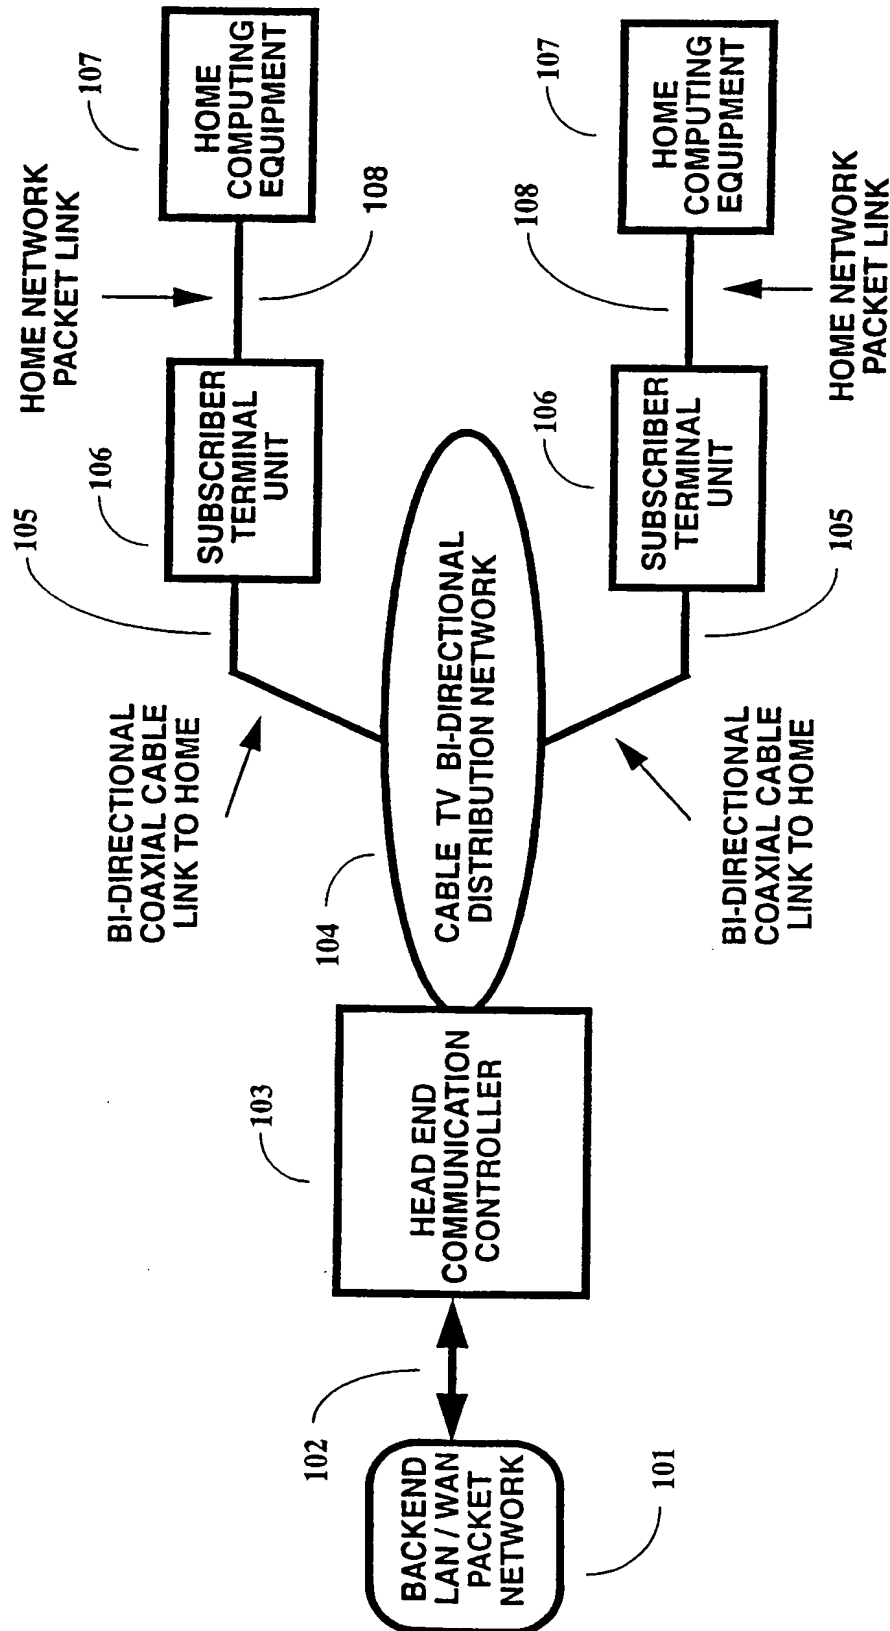 BACKEND
LAN / WAN
PACKET
NETWORK
101
102
HEAD END
COMMUNICATION
CONTROLLER
103
CABLE TV BI-DIRECTIONAL
DISTRIBUTION NETWORK
104
BI-DIRECTIONAL
COAXIAL CABLE
LINK TO HOME
105
SUBSCRIBER
TERMINAL
UNIT
106
HOME NETWORK
PACKET LINK
108
HOME
COMPUTING
EQUIPMENT
107
BI-DIRECTIONAL
COAXIAL CABLE
LINK TO HOME
105
SUBSCRIBER
TERMINAL
UNIT
106
HOME NETWORK
PACKET LINK
108
HOME
COMPUTING
EQUIPMENT
107